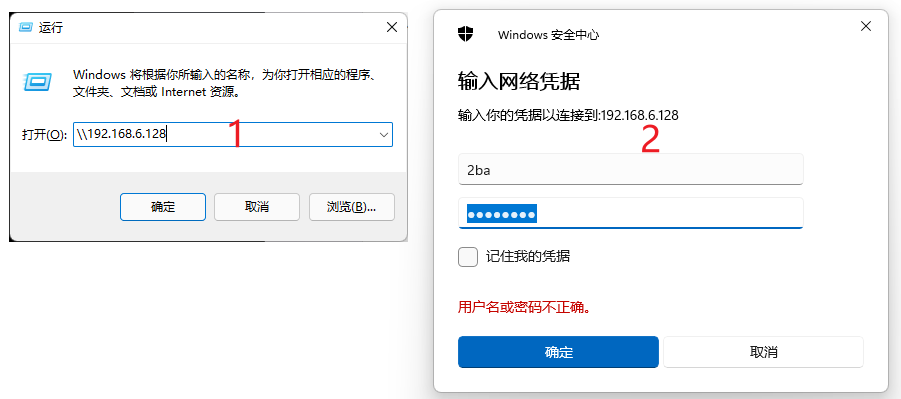 运行
Windows 将根据你所输入的名称，为你打开相应的程序、
文件夹、文档或 Internet 资源。
打开(O): \\192.168.6.128
1
确定 取消 浏览(B)...
Windows 安全中心
输入网络凭据
输入你的凭据以连接到:192.168.6.128
2
2ba
●●●●●●●●
记住我的凭据
用户名或密码不正确。
确定 取消